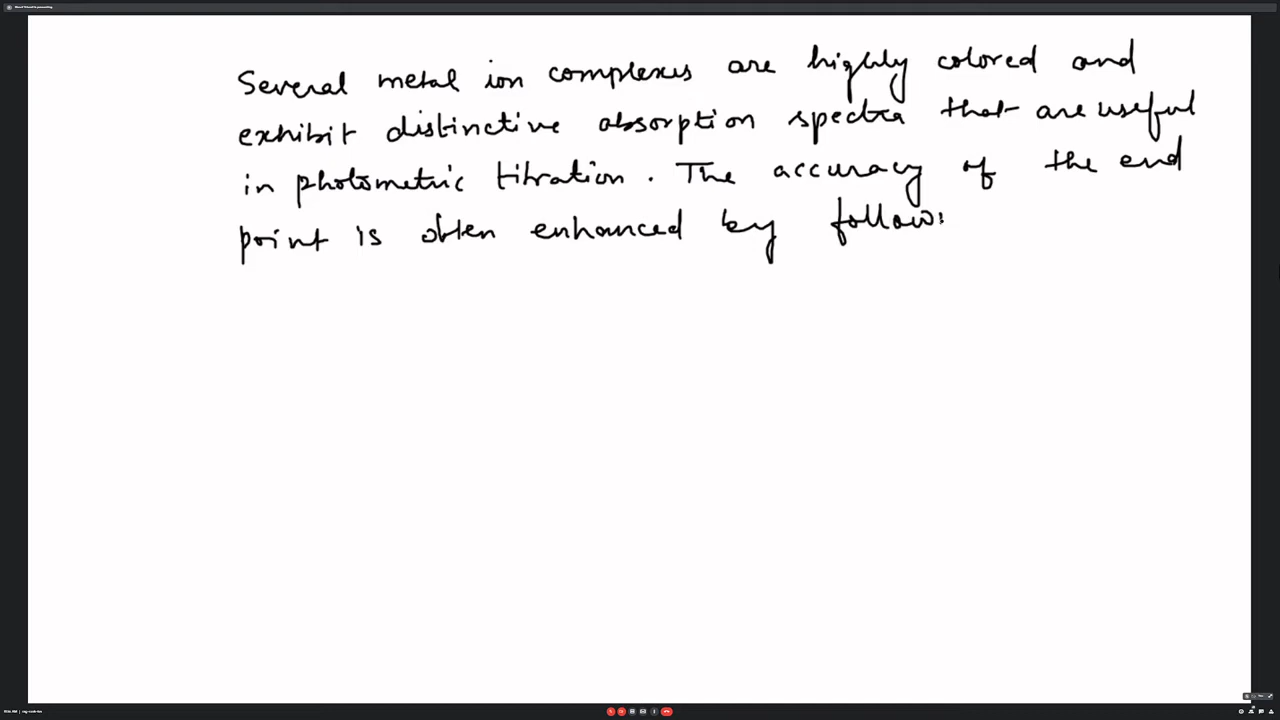 Several metal ion complexes are highly colored and
exhibit distinctive absorption spectra that are useful
in photometric titration. The accuracy of the end
point is often enhanced by follow